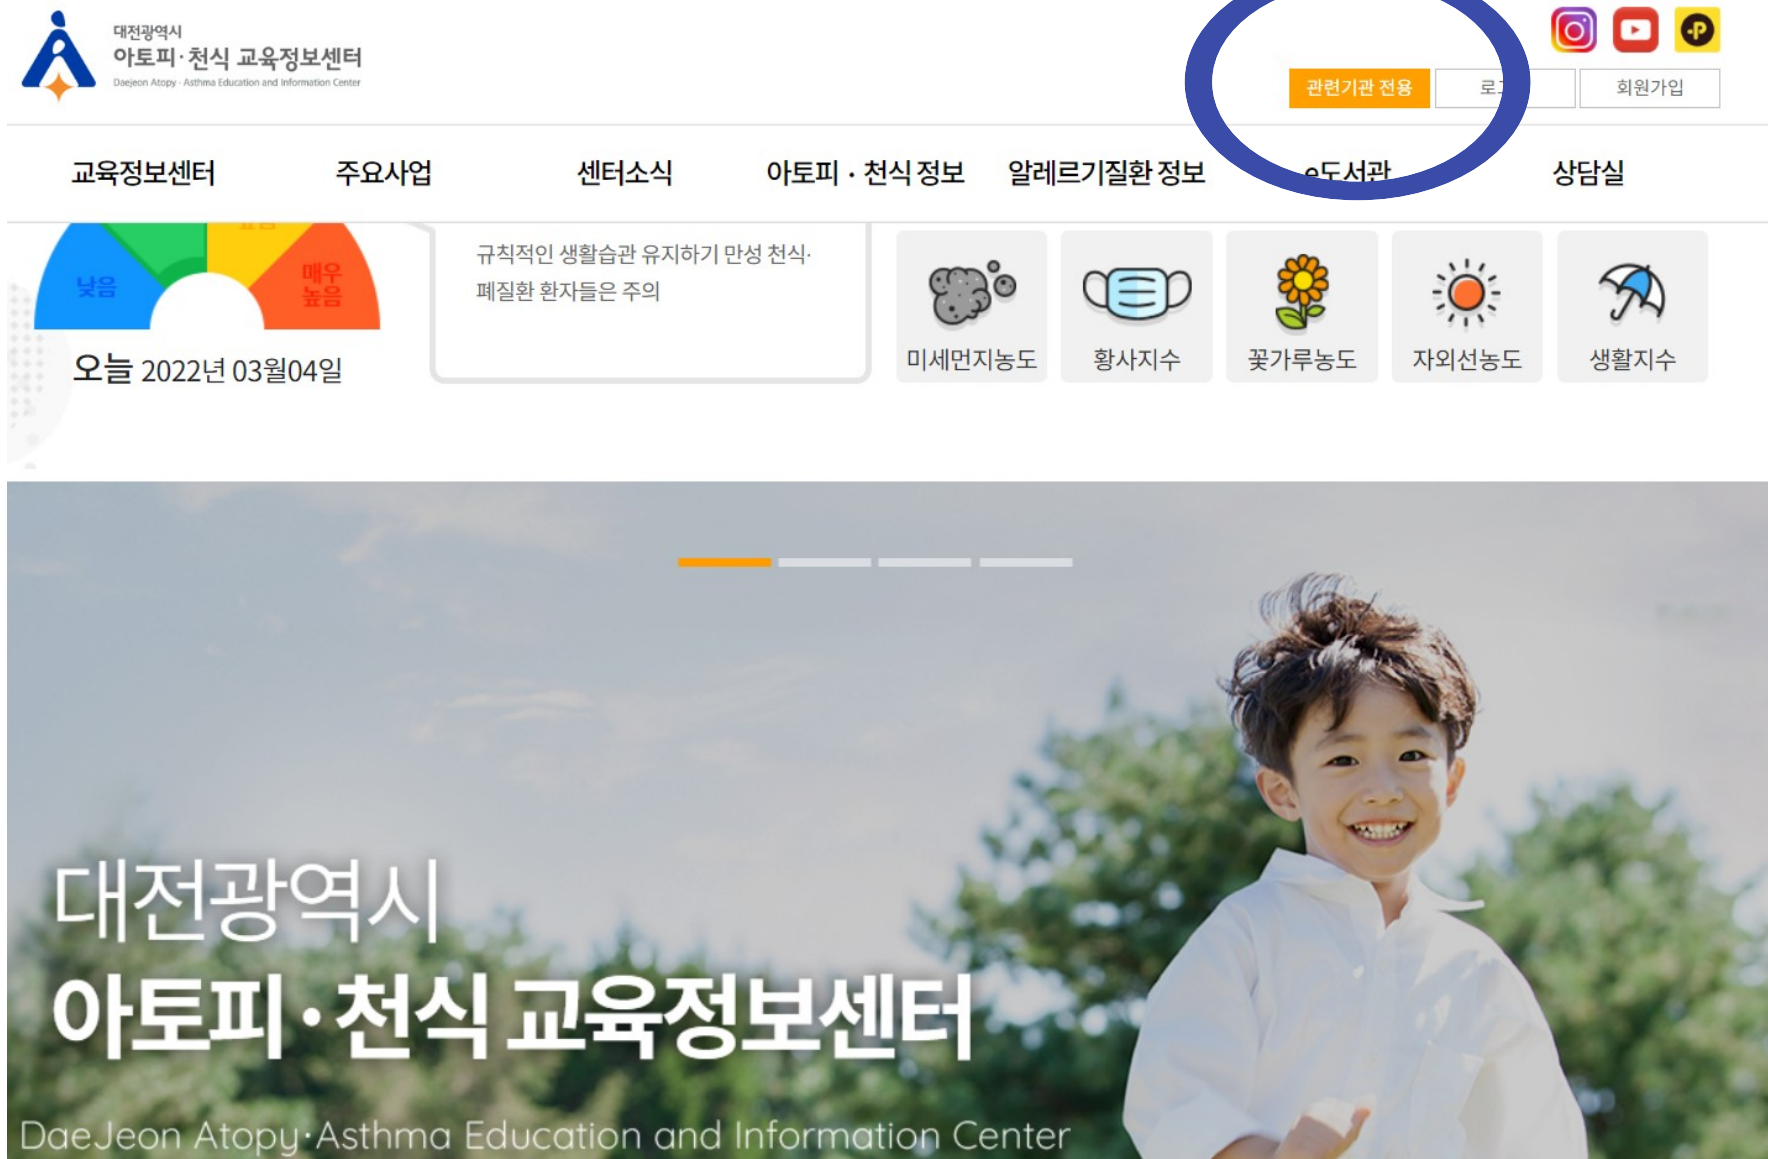 대전광역시
아토피·천식 교육정보센터
Daejeon Atopy · Asthma Education and Information Center
관련기관 전용
회원가입
교육정보센터 주요사업 센터소식 아토피 · 천식 정보 알레르기질환 정보 e도서관 상담실
낮음
매우
높음
오늘 2022년 03월04일
규칙적인 생활습관 유지하기 만성 천식·
폐질환 환자들은 주의
미세먼지농도 황사지수 꽃가루농도 자외선농도 생활지수
대전광역시
아토피·천식 교육정보센터
DaeJeon Atopy·Asthma Education and Information Center